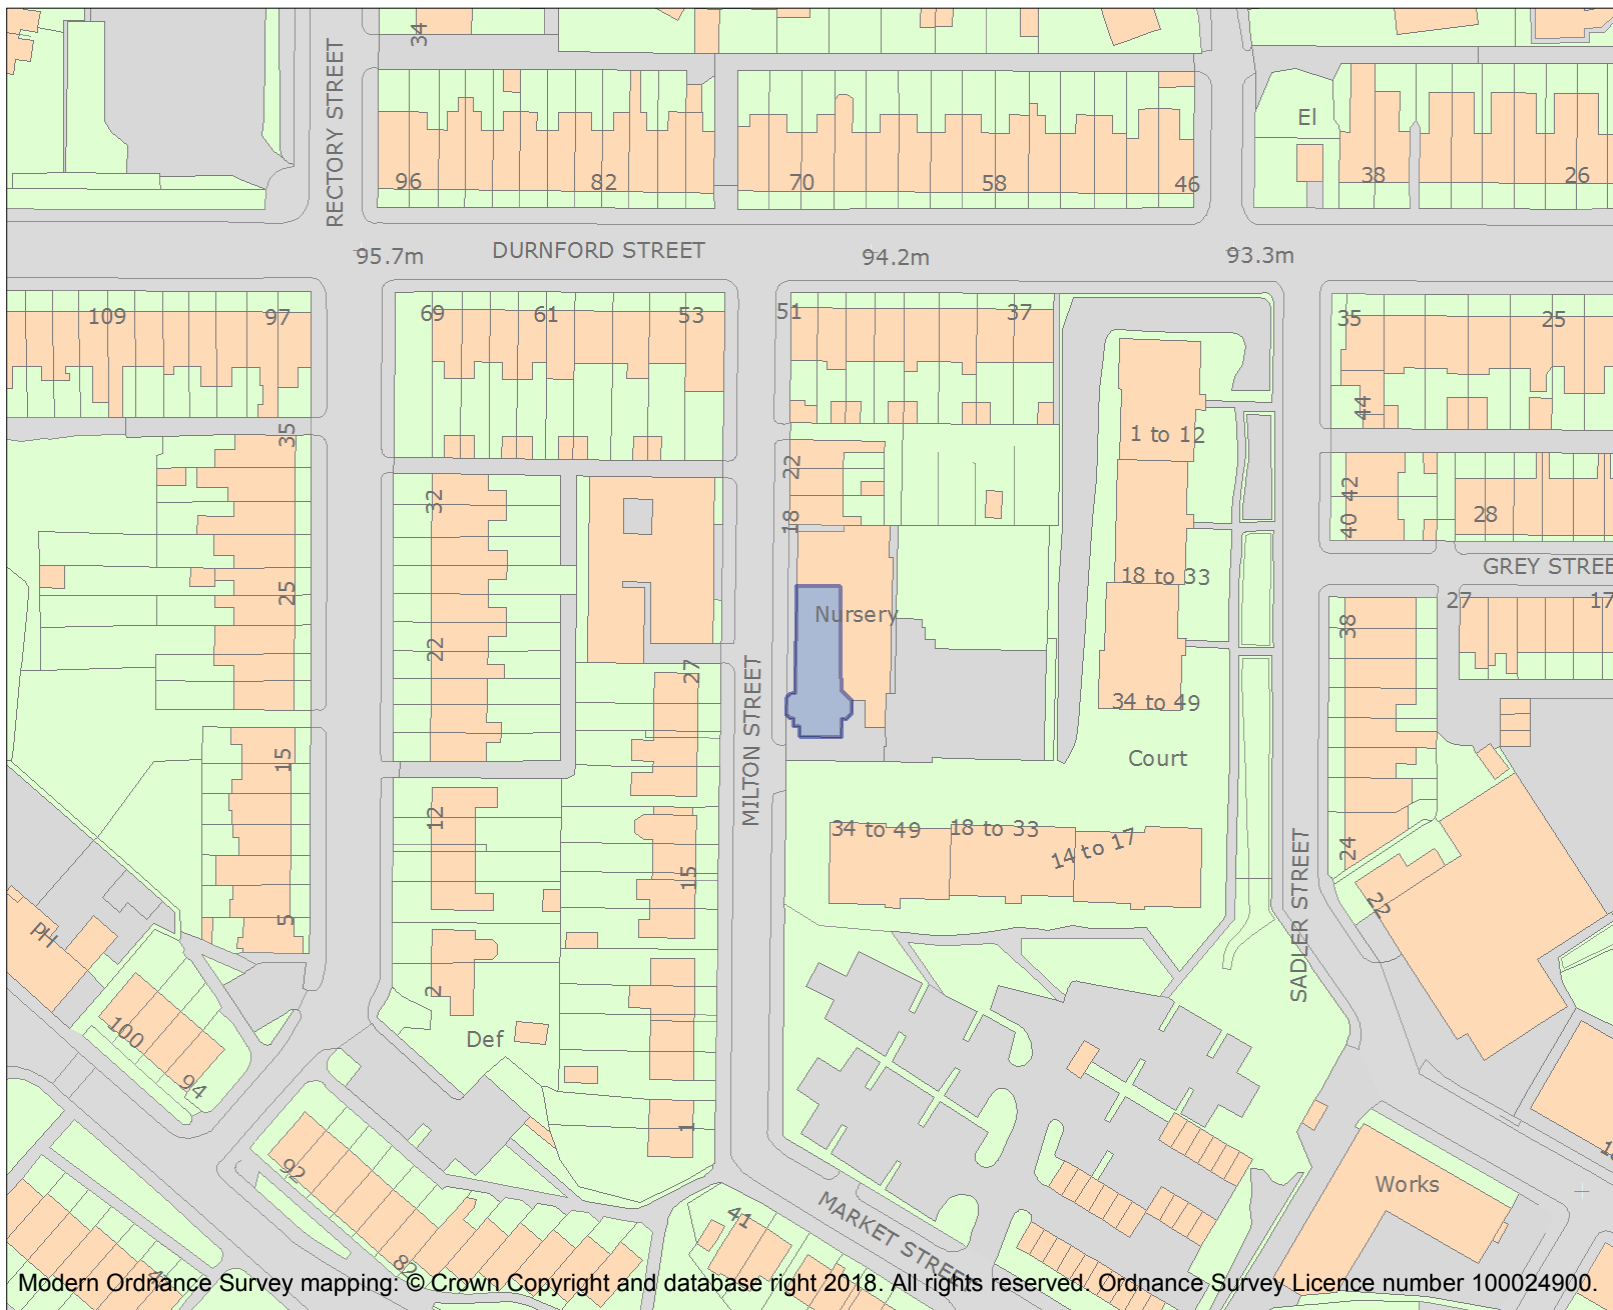 34
RECTORY STREET
El
96
82
70
58
46
38
26
95.7m
DURNFORD STREET
94.2m
93.3m
109
97
69
61
53
51
37
35
25
44
1 to 12
35
32
22
18
42
40
28
GREY STREE
18 to 33
25
22
Nursery
27
17
38
27
MILTON STREET
34 to 49
Court
15
12
34 to 49
18 to 33
14 to 17
24
15
22
SADLER STREET
5
PH
2
Def
100
94
1
92
Works
41
MARKET STREET
82
Modern Ordnance Survey mapping: © Crown Copyright and database right 2018. All rights reserved. Ordnance Survey Licence number 100024900.